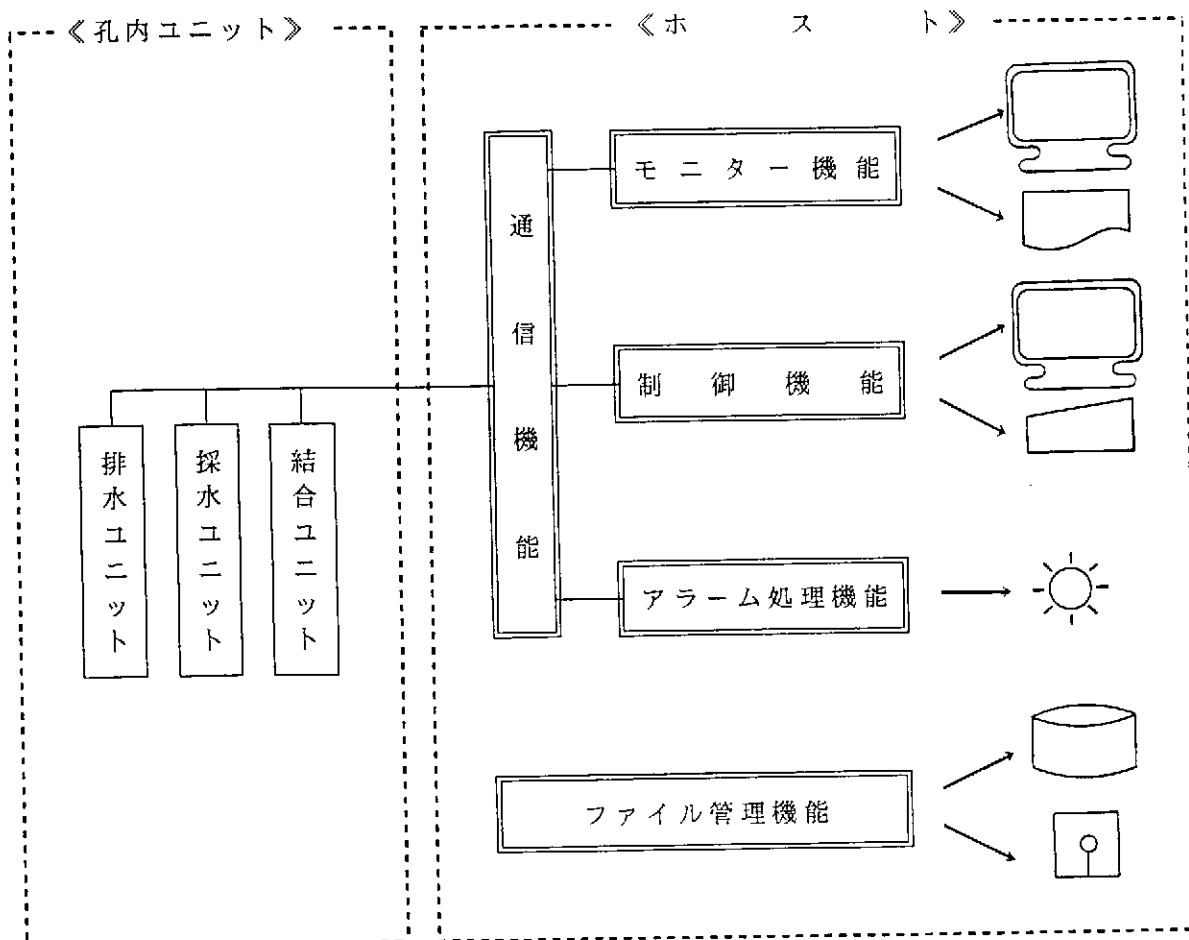 《孔内ユニット》
《ホスト》
モニター機能
通信機能
制御機能
排水ユニット
採水ユニット
結合ユニット
アラーム処理機能
ファイル管理機能